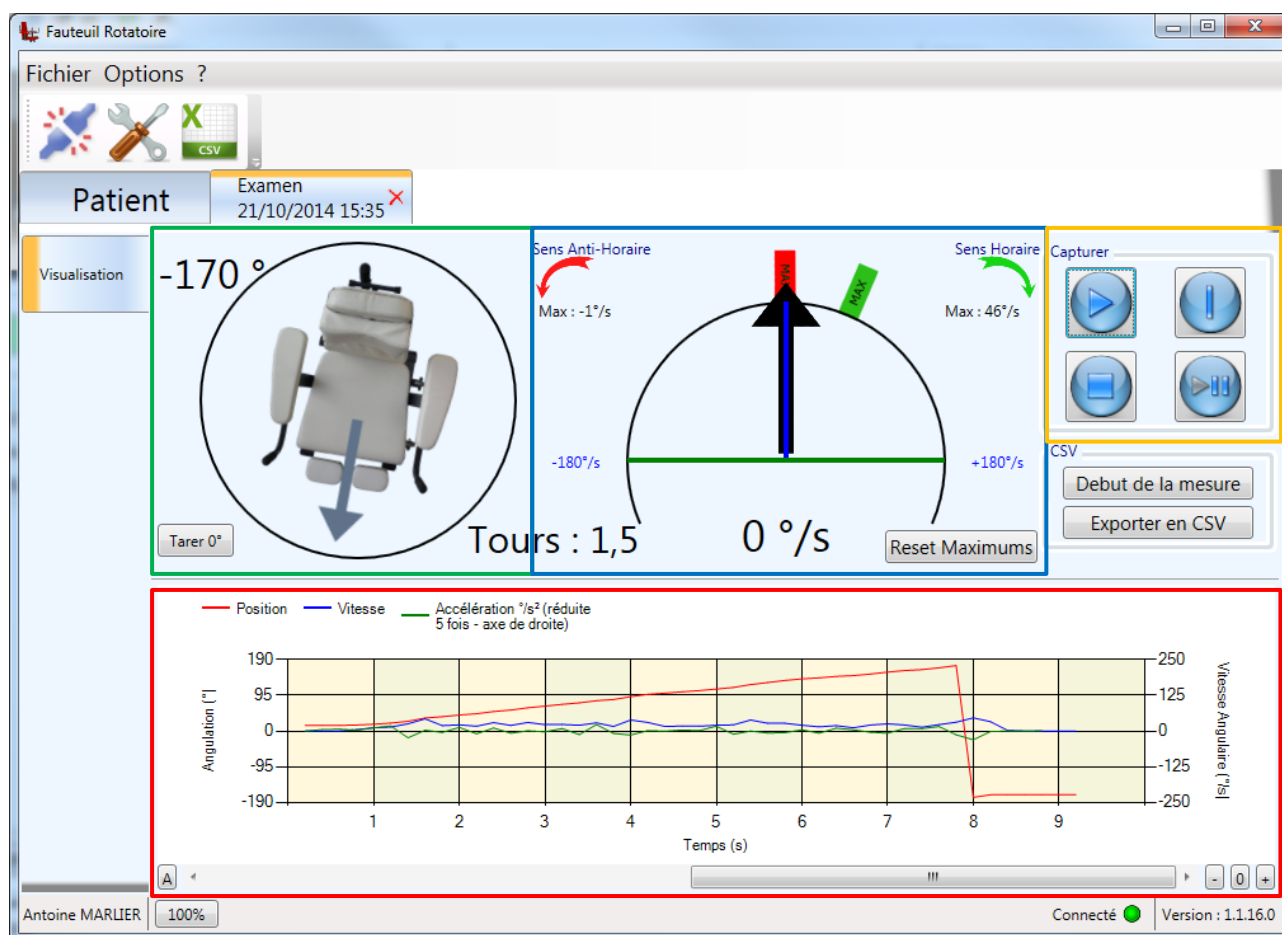 Fauteuil Rotatoire
Fichier Options ?
X
CSV
Patient
Examen
21/10/2014 15:35
Visualisation
-170 °
Tarer 0°
Sens Anti-Horaire
Max : -1°/s
MAX
MAX
Sens Horaire
Max : 46°/s
-180°/s
+180°/s
Tours : 1,5
0 °/s
Reset Maximums
Capturer
CSV
Debut de la mesure
Exporter en CSV
Position
Vitesse
Accélération °/s² (réduite
5 fois - axe de droite)
Angulation [°]
190
95
0
-95
-190
250
125
0
-125
-250
Vitesse Angulaire (°/s]
1 2 3 4 5 6 7 8 9
Temps (s)
A
- 0 +
Antoine MARLIER
100%
Connecté
Version : 1.1.16.0